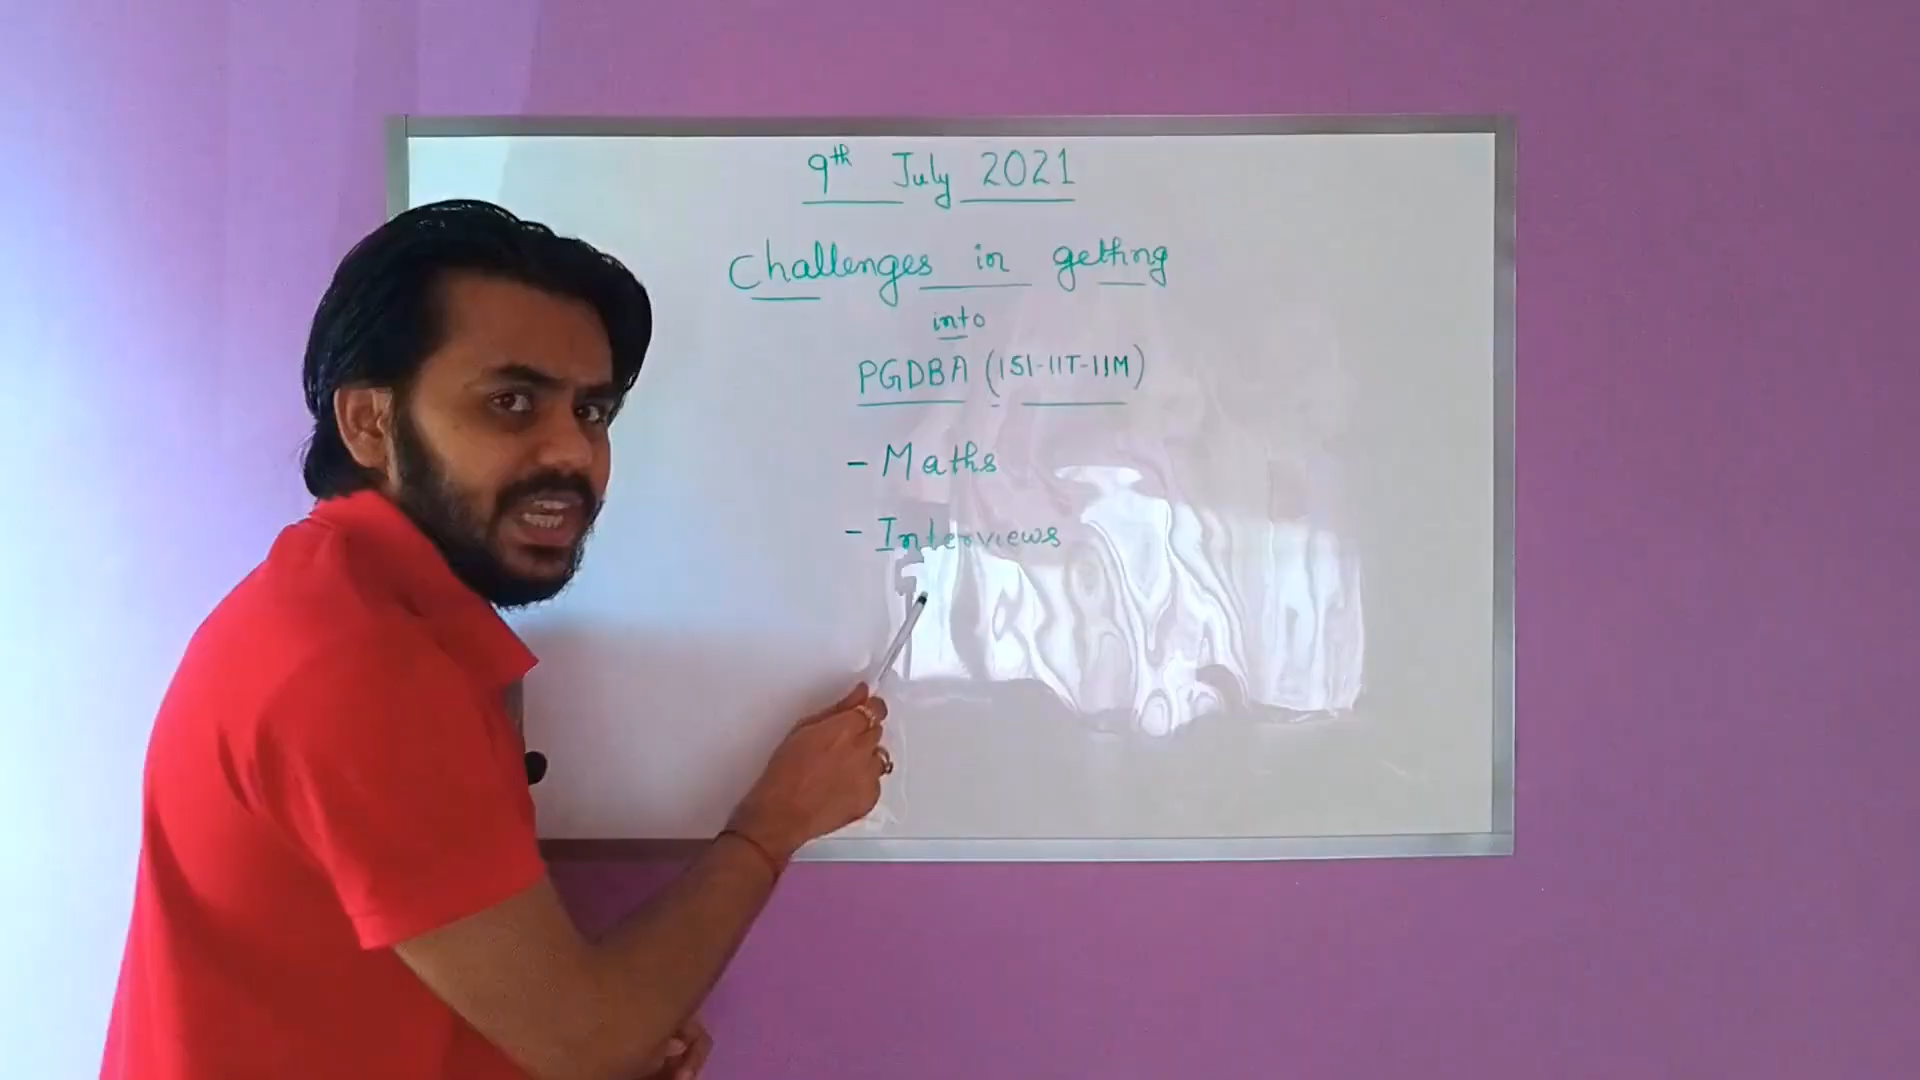 9th July 2021
Challenges in getting
into
PGDBA (ISI-IIT-IIM)
- Maths
- Interviews